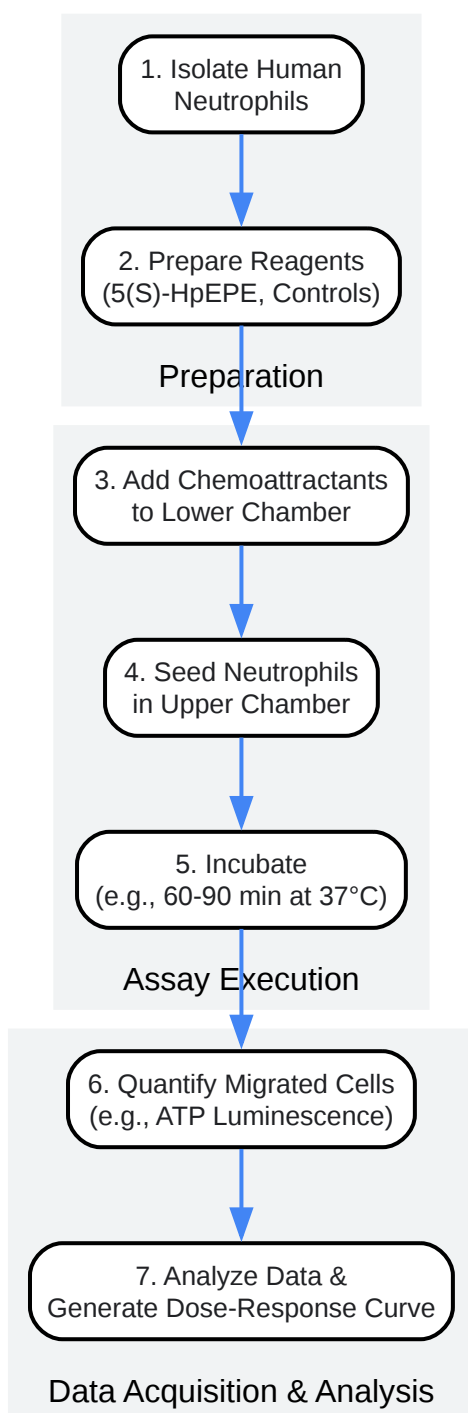 1. Isolate Human
Neutrophils
2. Prepare Reagents
(5(S)-HpEPE, Controls)
Preparation
3. Add Chemoattractants
to Lower Chamber
4. Seed Neutrophils
in Upper Chamber
5. Incubate
(e.g., 60-90 min at 37°C)
Assay Execution
6. Quantify Migrated Cells
(e.g., ATP Luminescence)
7. Analyze Data &
Generate Dose-Response Curve
Data Acquisition & Analysis